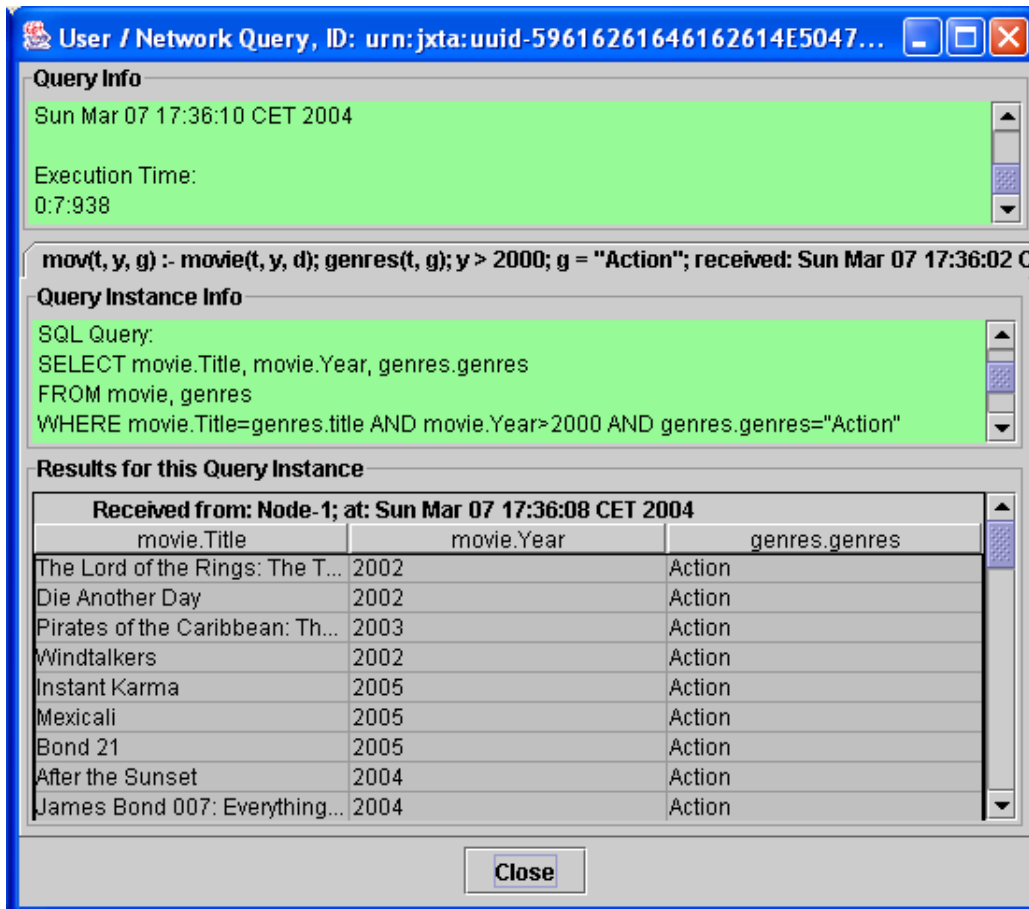 User / Network Query, ID: urn:jxta:uuid-59616261646162614E5047...
Query Info
Sun Mar 07 17:36:10 CET 2004
Execution Time:
0:7:938
mov(t, y, g) :- movie(t, y, d); genres(t, g); y > 2000; g = "Action"; received: Sun Mar 07 17:36:02 C
Query Instance Info
SQL Query:
SELECT movie.Title, movie.Year, genres.genres
FROM movie, genres
WHERE movie.Title=genres.title AND movie.Year>2000 AND genres.genres="Action"
Results for this Query Instance
Received from: Node-1; at: Sun Mar 07 17:36:08 CET 2004
movie.Title movie.Year genres.genres
The Lord of the Rings: The T... 2002 Action
Die Another Day 2002 Action
Pirates of the Caribbean: Th... 2003 Action
Windtalkers 2002 Action
Instant Karma 2005 Action
Mexicali 2005 Action
Bond 21 2005 Action
After the Sunset 2004 Action
James Bond 007: Everything... 2004 Action
Close